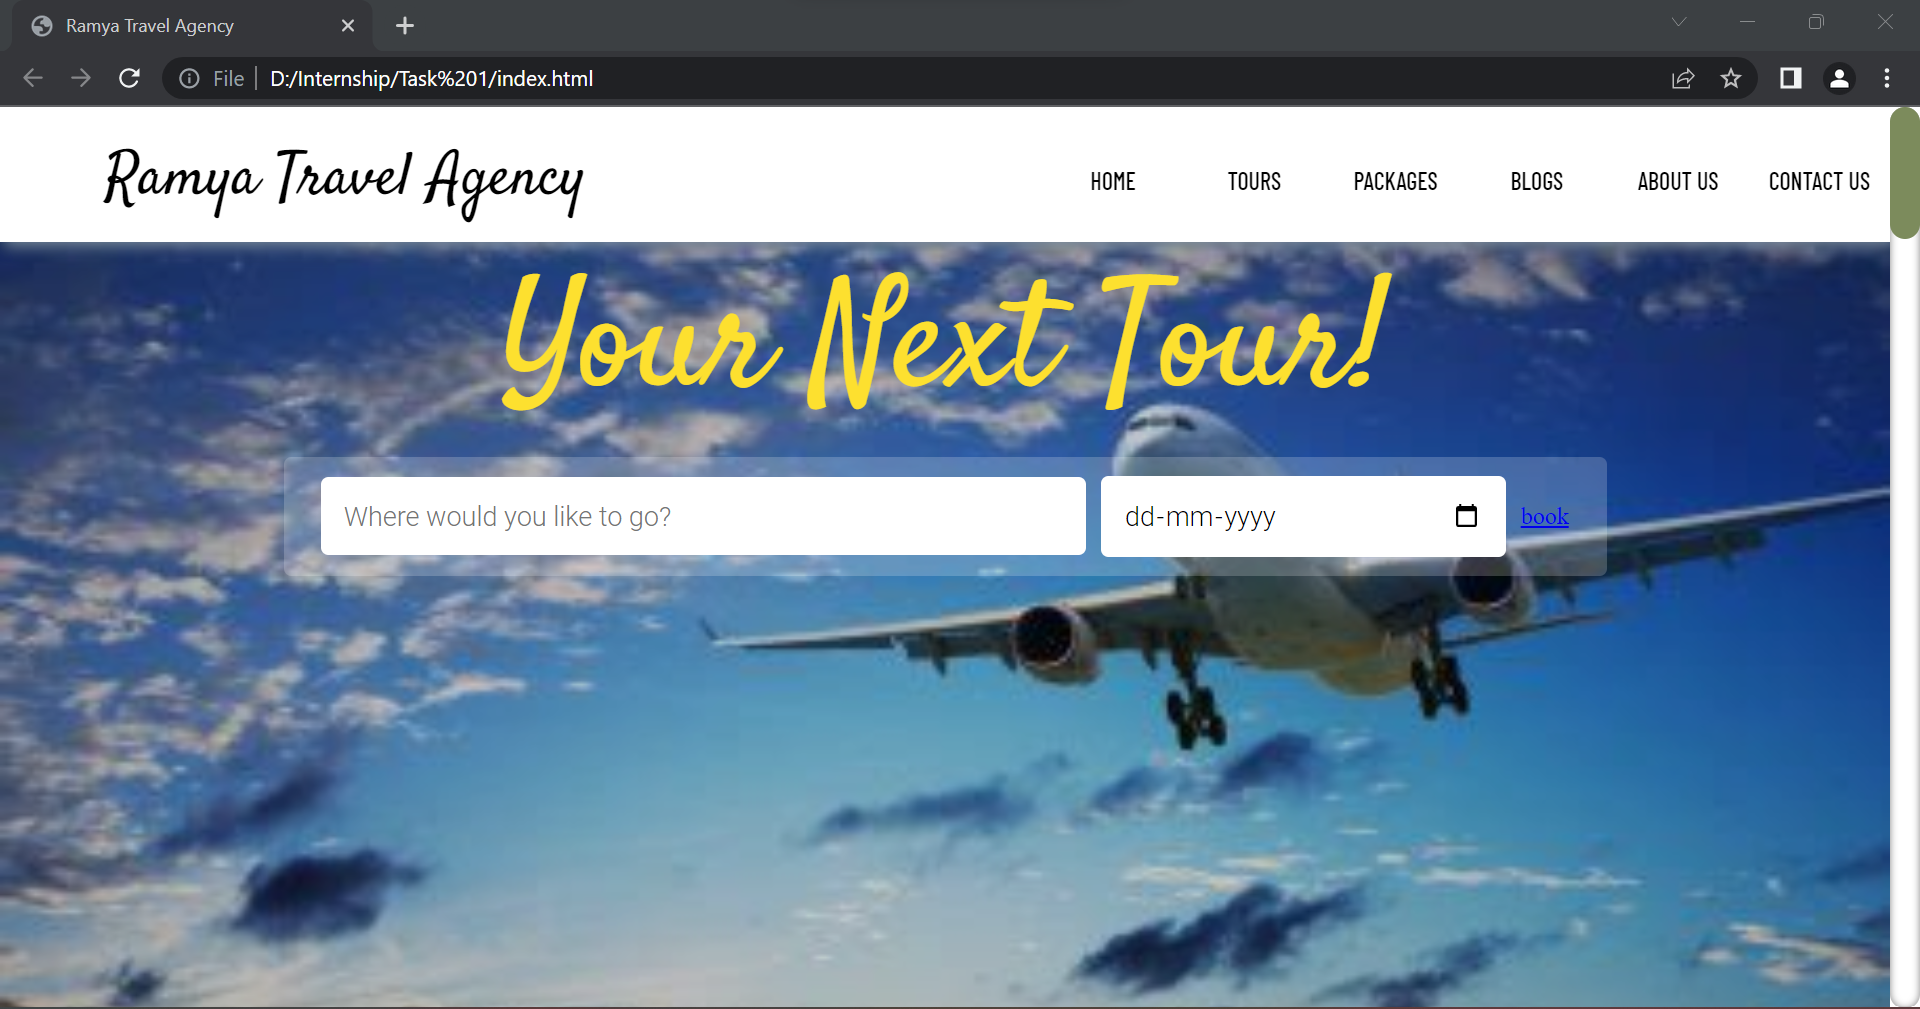 Ramya Travel Agency
File D:/Internship/Task%201/index.html
Ramya Travel Agency HOME TOURS PACKAGES BLOGS ABOUT US CONTACT US
Your Next Tour!
Where would you like to go? dd-mm-yyyy book